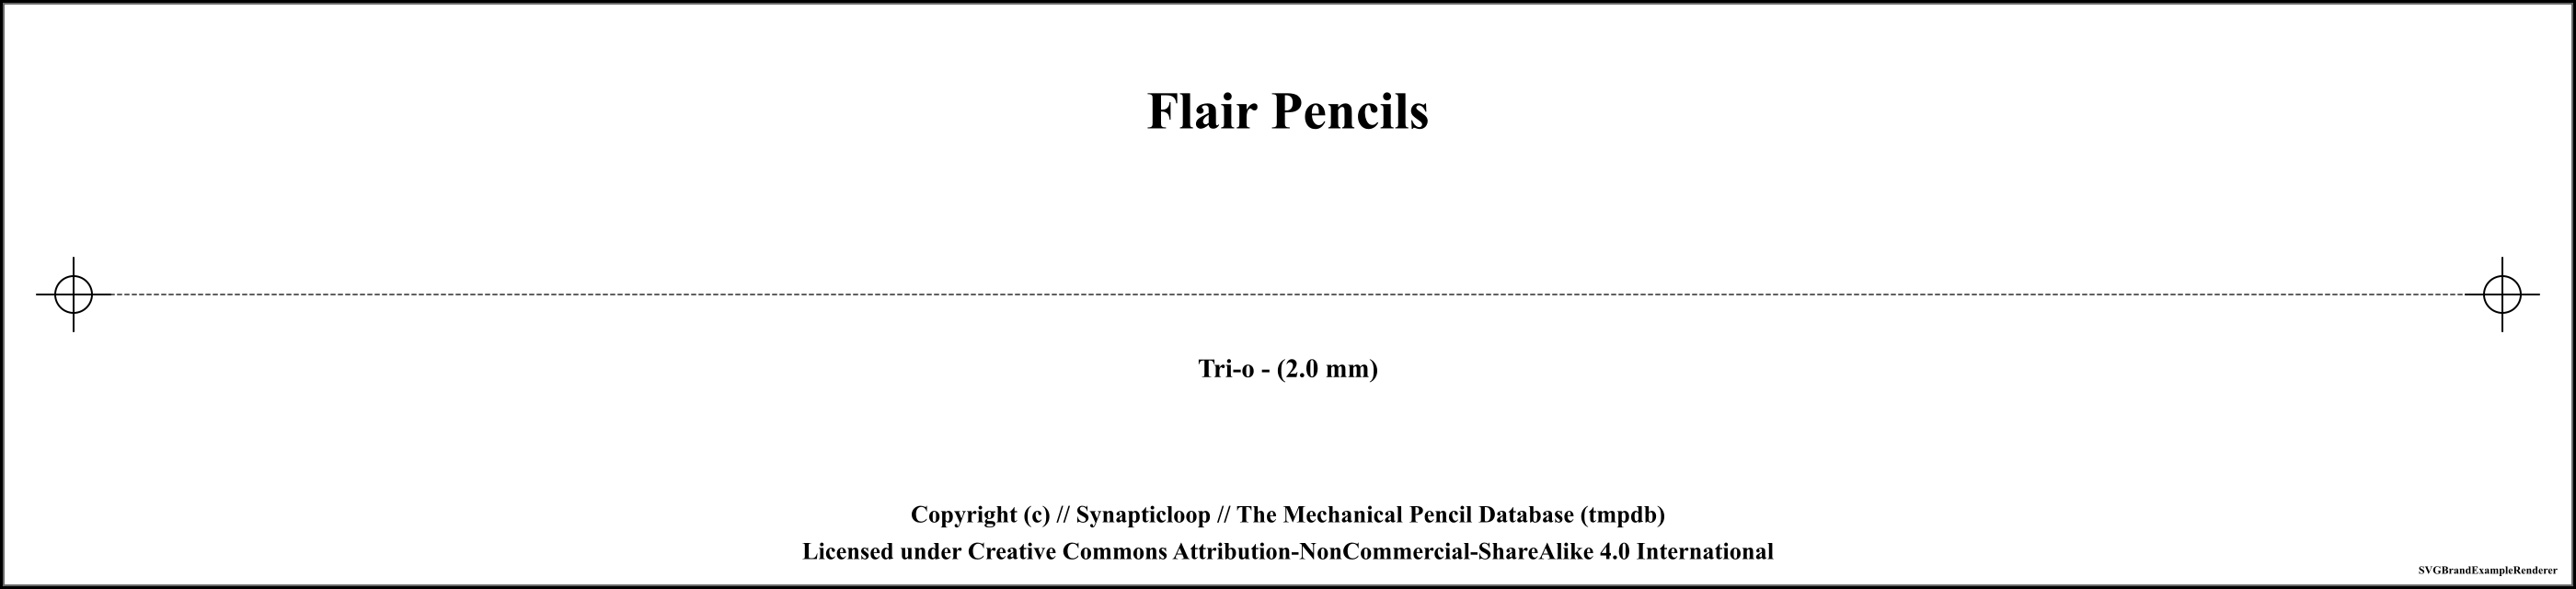 Flair Pencils
Tri-o - (2.0 mm)
Copyright (c) // Synapticloop // The Mechanical Pencil Database (tmpdb)
Licensed under Creative Commons Attribution-NonCommercial-ShareAlike 4.0 International
SVGBrandExampleRenderer